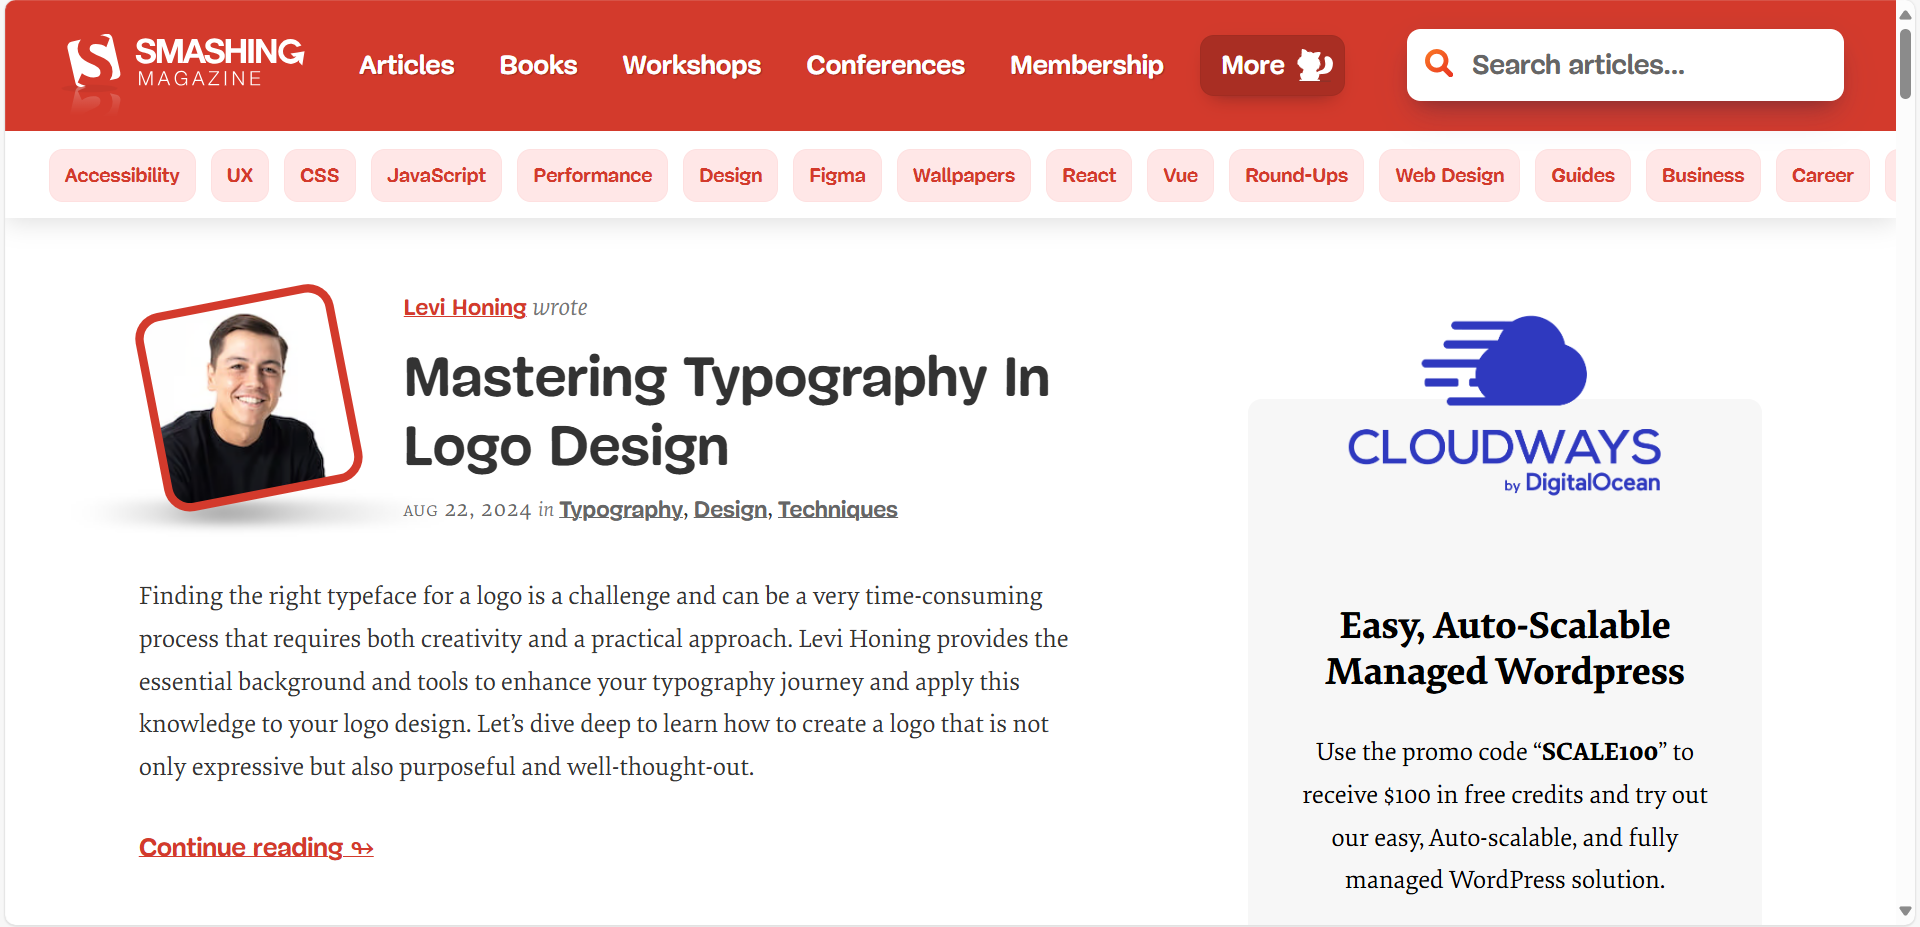 SMASHING
MAGAZINE
Articles
Books
Workshops
Conferences
Membership
More
Search articles...
Accessibility
UX
CSS
JavaScript
Performance
Design
Figma
Wallpapers
React
Vue
Round-Ups
Web Design
Guides
Business
Career
Levi Honing wrote
Mastering Typography In
Logo Design
AUG 22, 2024 in Typography, Design, Techniques
Finding the right typeface for a logo is a challenge and can be a very time-consuming
process that requires both creativity and a practical approach. Levi Honing provides the
essential background and tools to enhance your typography journey and apply this
knowledge to your logo design. Let’s dive deep to learn how to create a logo that is not
only expressive but also purposeful and well-thought-out.
Continue reading ↬
CLOUDWAYS
by DigitalOcean
Easy, Auto-Scalable
Managed Wordpress
Use the promo code “SCALE100” to
receive $100 in free credits and try out
our easy, Auto-scalable, and fully
managed WordPress solution.